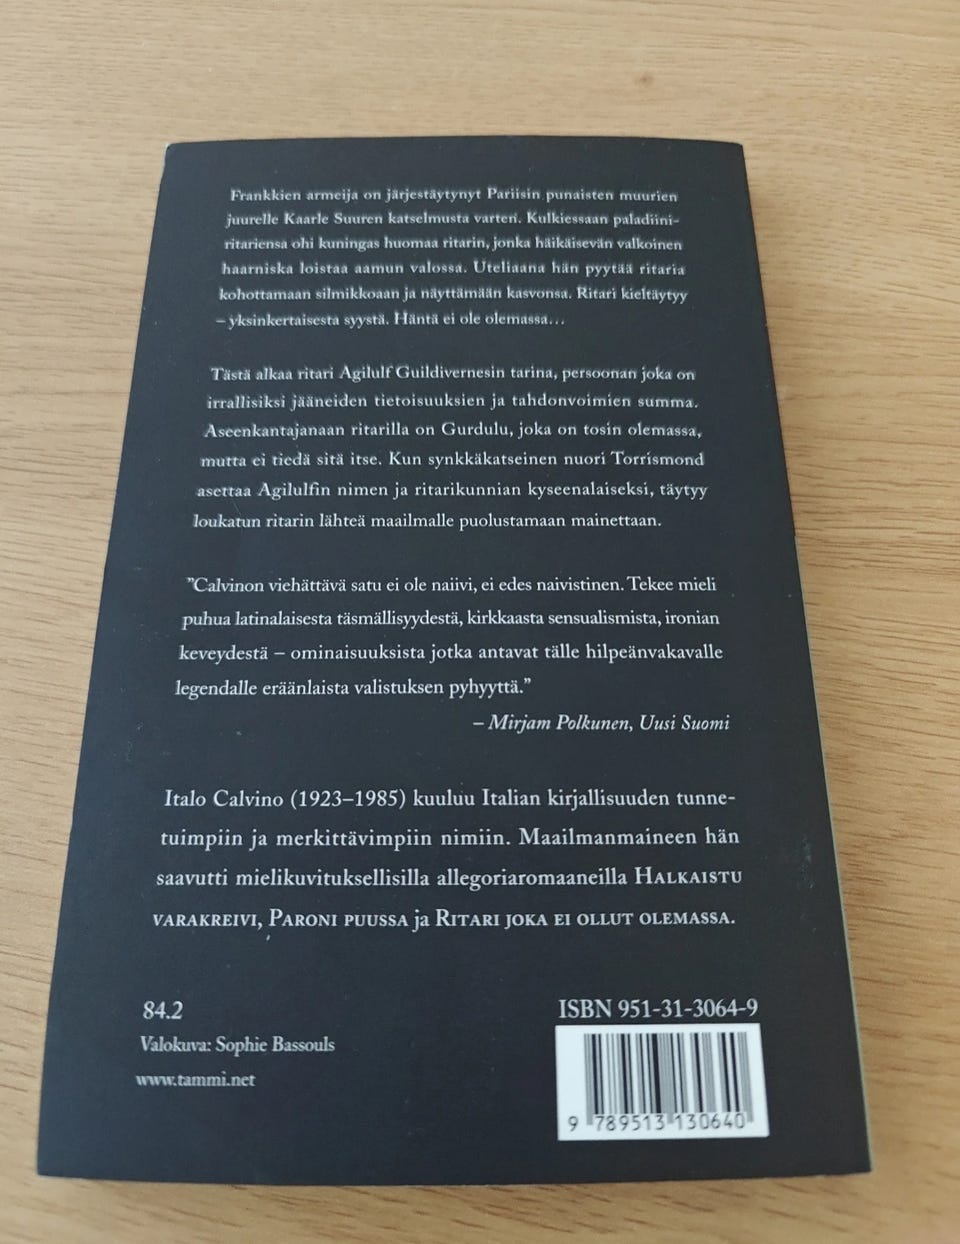 Frankkien armeija on järjestäytynyt Pariisin punaisten muurien
juurelle Kaarle Suuren katselmusta varten. Kulkiessaan paladiini-
ritariensa ohi kuningas huomaa ritarin, jonka häikäisevän valkoinen
haarniska loistaa aamun valossa. Uteliaana hän pyytää ritaria
kohottamaan silmikkoaan ja näyttämään kasvonsa. Ritari kieltäytyy
– yksinkertaisesta syystä. Häntä ei ole olemassa…
Tästä alkaa ritari Agilulf Guildivernesin tarina, persoonan joka on
irrallisiksi jääneiden tietoisuuksien ja tahdonvoimien summa.
Aseenkantajanaan ritarilla on Gurdulu, joka on tosin olemassa,
mutta ei tiedä sitä itse. Kun synkkäkatseinen nuori Torrismond
asettaa Agilulfin nimen ja ritarikunnian kyseenalaiseksi, täytyy
loukatun ritarin lähteä maailmalle puolustamaan mainettaan.
”Calvinon viehättävä satu ei ole naiivi, ei edes naivistinen. Tekee mieli
puhua latinalaisesta täsmällisyydestä, kirkkaasta sensualismista, ironian
keveydestä – ominaisuuksista jotka antavat tälle hilpeänvakavalle
legendalle eräänlaista valistuksen pyhyyttä.”
– Mirjam Polkunen, Uusi Suomi
Italo Calvino (1923–1985) kuuluu Italian kirjallisuuden tunne-
tuimpiin ja merkittävimpiin nimiin. Maailmanmaineen hän
saavutti mielikuvituksellisilla allegoriaromaaneilla HALKAISTU
VARAKREIVI, PARONI PUUSSA ja RITARI JOKA EI OLLUT OLEMASSA.
84.2
Valokuva: Sophie Bassouls
www.tammi.net
ISBN 951-31-3064-9
9 789513 130640